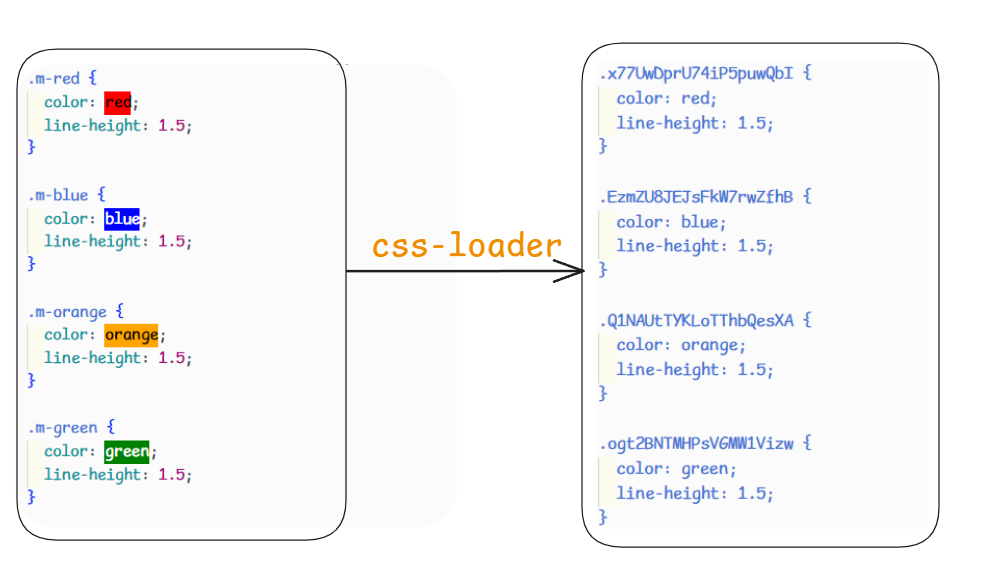 .m-red {
  color: red;
  line-height: 1.5;
}
.m-blue {
  color: blue;
  line-height: 1.5;
}
.m-orange {
  color: orange;
  line-height: 1.5;
}
.m-green {
  color: green;
  line-height: 1.5;
}
css-loader
.x77UwDprU74iP5puwQbI {
  color: red;
  line-height: 1.5;
}
.EzmZU8JEJsFkW7rwZfhB {
  color: blue;
  line-height: 1.5;
}
.Q1NAUtTYKLoTThbQesXA {
  color: orange;
  line-height: 1.5;
}
.ogt2BNTMHPsVGMW1Vizw {
  color: green;
  line-height: 1.5;
}